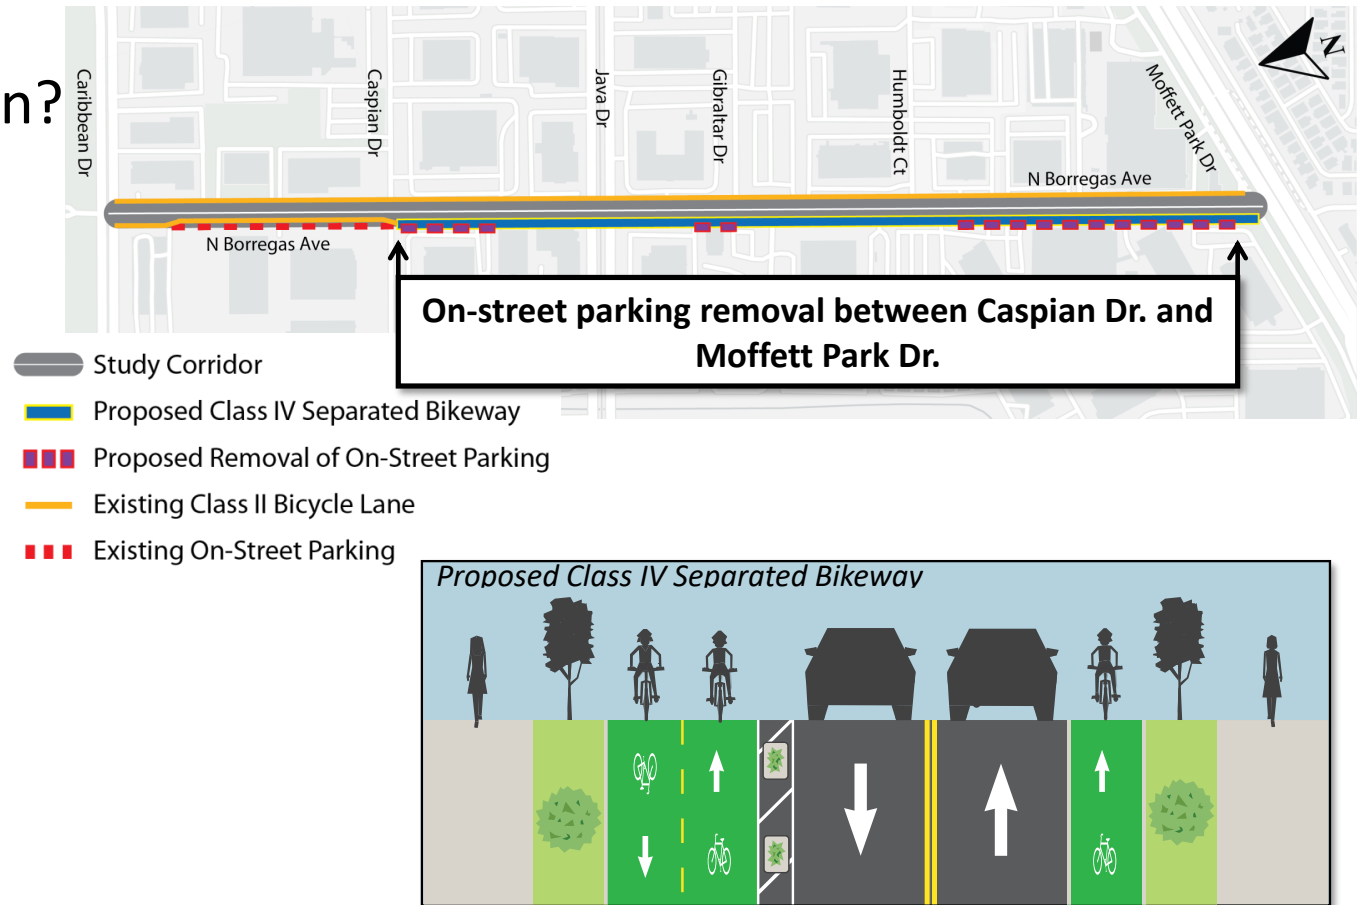 n?
Caribbean Dr
Caspian Dr
Java Dr
Gibraltar Dr
Humboldt Ct
Moffett Park Dr
N
N Borregas Ave
N Borregas Ave
On-street parking removal between Caspian Dr. and
Moffett Park Dr.
Study Corridor
Proposed Class IV Separated Bikeway
Proposed Removal of On-Street Parking
Existing Class II Bicycle Lane
Existing On-Street Parking
Proposed Class IV Separated Bikeway